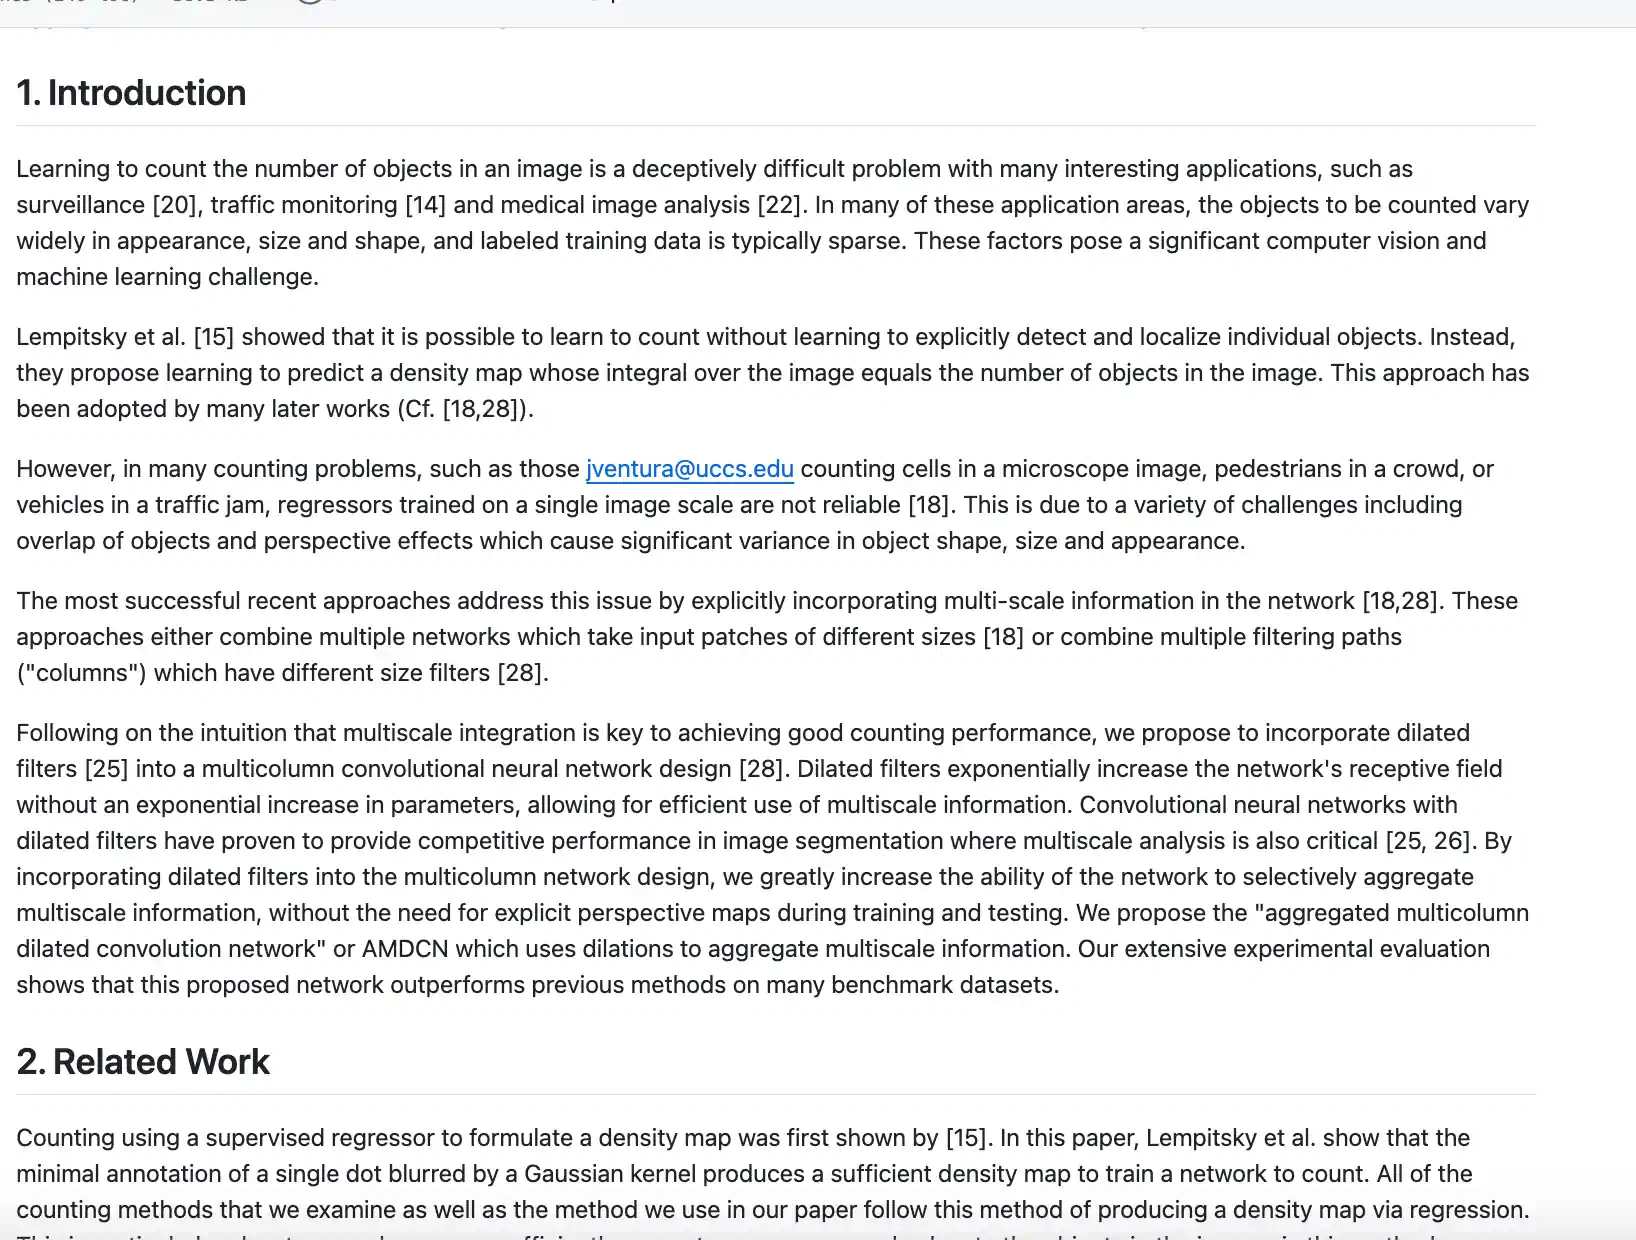 1. Introduction
Learning to count the number of objects in an image is a deceptively difficult problem with many interesting applications, such as
surveillance [20], traffic monitoring [14] and medical image analysis [22]. In many of these application areas, the objects to be counted vary
widely in appearance, size and shape, and labeled training data is typically sparse. These factors pose a significant computer vision and
machine learning challenge.
Lempitsky et al. [15] showed that it is possible to learn to count without learning to explicitly detect and localize individual objects. Instead,
they propose learning to predict a density map whose integral over the image equals the number of objects in the image. This approach has
been adopted by many later works (Cf. [18,28]).
However, in many counting problems, such as those jventura@uccs.edu counting cells in a microscope image, pedestrians in a crowd, or
vehicles in a traffic jam, regressors trained on a single image scale are not reliable [18]. This is due to a variety of challenges including
overlap of objects and perspective effects which cause significant variance in object shape, size and appearance.
The most successful recent approaches address this issue by explicitly incorporating multi-scale information in the network [18,28]. These
approaches either combine multiple networks which take input patches of different sizes [18] or combine multiple filtering paths
("columns") which have different size filters [28].
Following on the intuition that multiscale integration is key to achieving good counting performance, we propose to incorporate dilated
filters [25] into a multicolumn convolutional neural network design [28]. Dilated filters exponentially increase the network's receptive field
without an exponential increase in parameters, allowing for efficient use of multiscale information. Convolutional neural networks with
dilated filters have proven to provide competitive performance in image segmentation where multiscale analysis is also critical [25, 26]. By
incorporating dilated filters into the multicolumn network design, we greatly increase the ability of the network to selectively aggregate
multiscale information, without the need for explicit perspective maps during training and testing. We propose the "aggregated multicolumn
dilated convolution network" or AMDCN which uses dilations to aggregate multiscale information. Our extensive experimental evaluation
shows that this proposed network outperforms previous methods on many benchmark datasets.
2. Related Work
Counting using a supervised regressor to formulate a density map was first shown by [15]. In this paper, Lempitsky et al. show that the
minimal annotation of a single dot blurred by a Gaussian kernel produces a sufficient density map to train a network to count. All of the
counting methods that we examine as well as the method we use in our paper follow this method of producing a density map via regression.